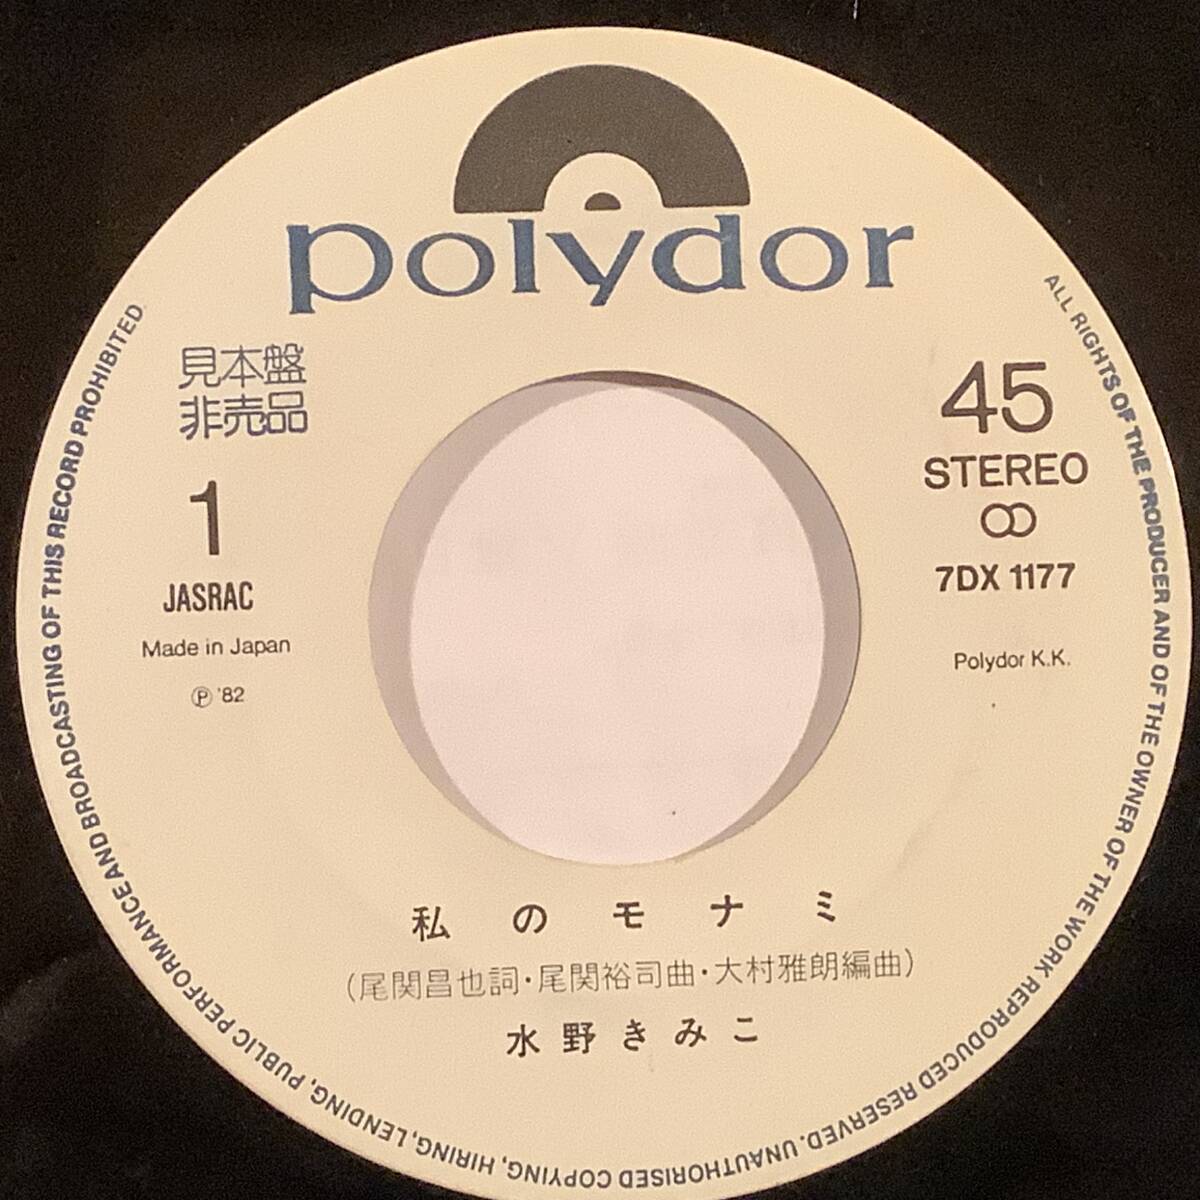 polydor
見本盤
非売品
1
JASRAC
Made in Japan
Ⓟ '82
45
STEREO
7DX 1177
Polydor K.K.
私のモナミ
(尾関昌也詞・尾関裕司曲・大村雅朗編曲)
水野きみこ
ALL RIGHTS OF THE PRODUCER AND OF THE OWNER OF THE WORK REPRODUCED RESERVED. UNAUTHORISED COPYING, HIRING, LENDING, PUBLIC PERFORMANCE AND BROADCASTING OF THIS RECORD PROHIBITED.